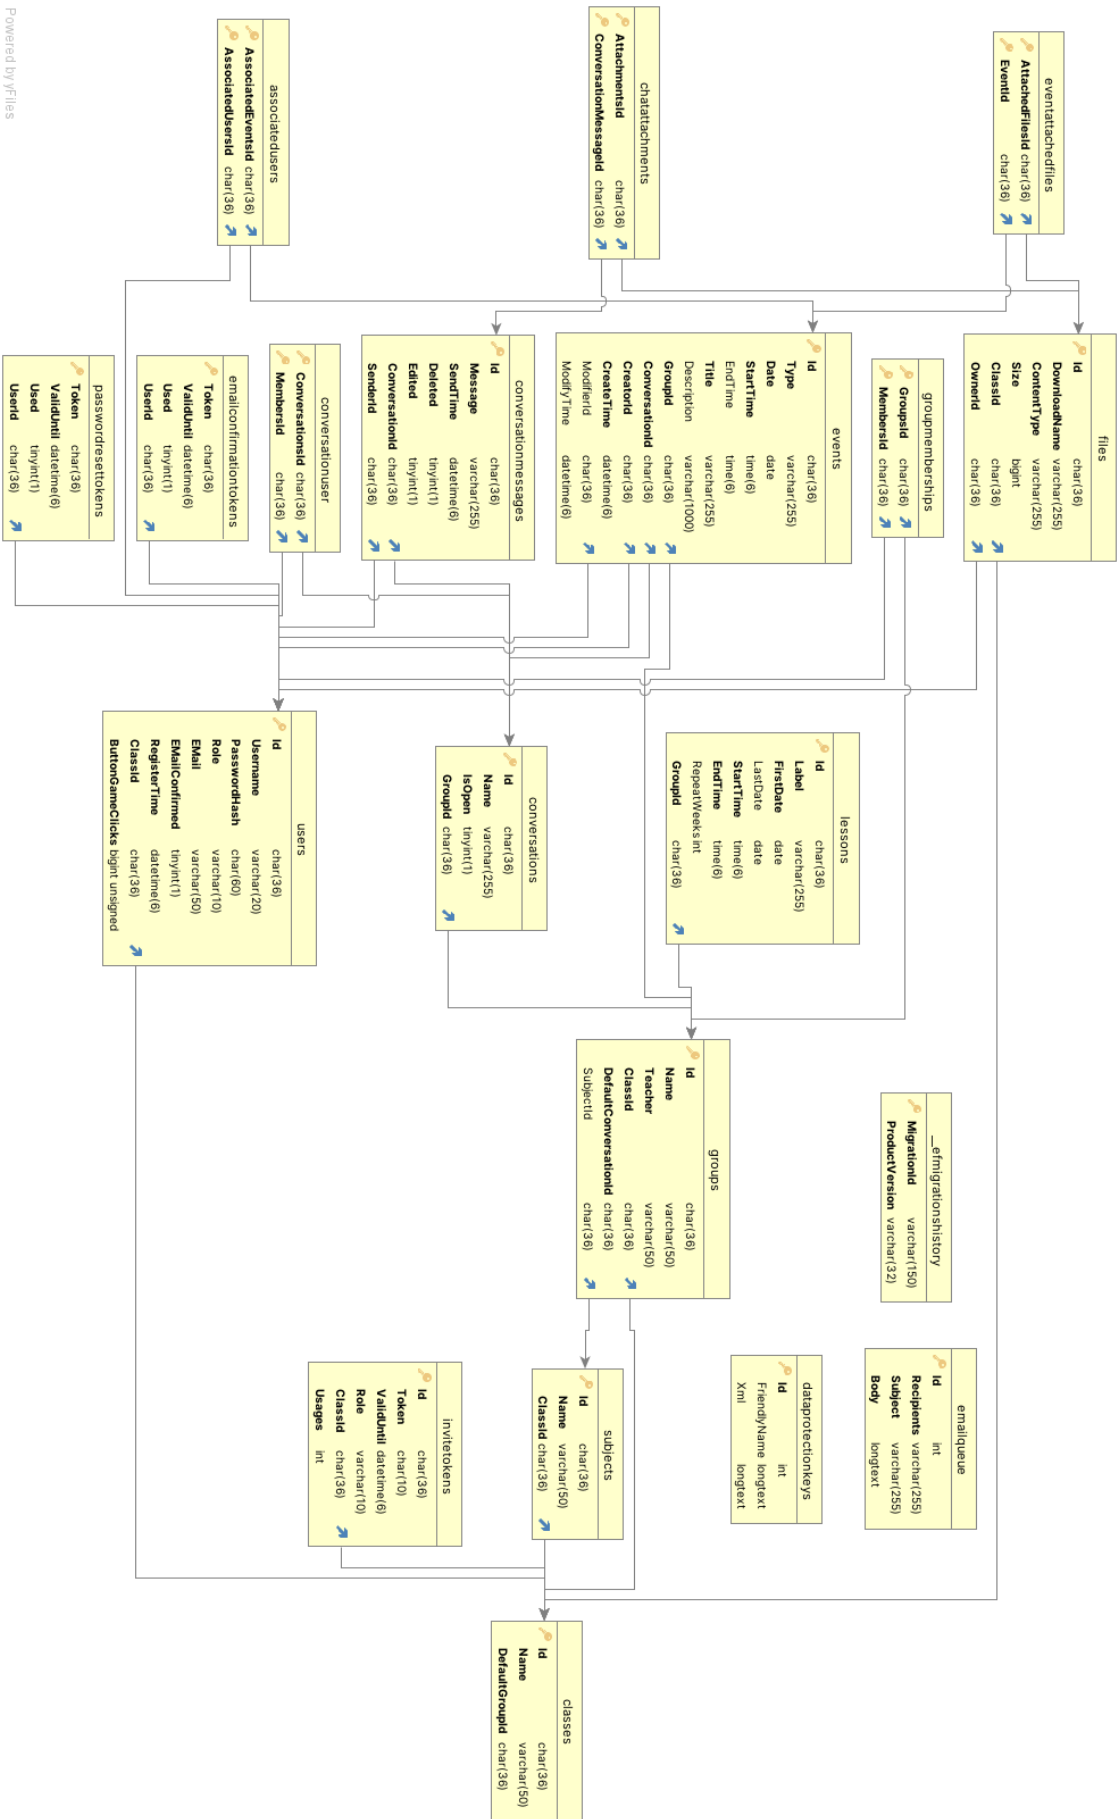 eventattachedfiles
AttachedFilesId char(36)
EventId char(36)
chatattachments
AttachmentsId char(36)
ConversationMessageId char(36)
associatedusers
AssociatedEventsId char(36)
AssociatedUsersId char(36)
files
Id char(36)
DownloadName varchar(255)
ContentType varchar(255)
Size bigint
ClassId char(36)
OwnerId char(36)
groupmemberships
GroupsId char(36)
MembersId char(36)
events
Id char(36)
Type varchar(255)
Date date
StartTime time(6)
EndTime time(6)
Title varchar(255)
Description varchar(1000)
GroupId char(36)
ConversationId char(36)
CreatorId char(36)
CreateTime datetime(6)
ModifierId char(36)
ModifyTime datetime(6)
conversationmessages
Id char(36)
Message varchar(255)
SendTime datetime(6)
Deleted tinyint(1)
Edited tinyint(1)
ConversationId char(36)
SenderId char(36)
conversationuser
ConversationsId char(36)
MembersId char(36)
emailconfirmationtokens
Token char(36)
ValidUntil datetime(6)
Used tinyint(1)
UserId char(36)
passwordresettokens
Token char(36)
ValidUntil datetime(6)
Used tinyint(1)
UserId char(36)
lessons
Id char(36)
Label varchar(255)
FirstDate date
LastDate date
StartTime time(6)
EndTime time(6)
RepeatWeeks int
GroupId char(36)
conversations
Id char(36)
Name varchar(255)
IsOpen tinyint(1)
GroupId char(36)
users
Id char(36)
Username varchar(20)
PasswordHash char(60)
Role varchar(10)
EMail varchar(50)
EMailConfirmed tinyint(1)
RegisterTime datetime(6)
ClassId char(36)
ButtonGameClicks bigint unsigned
__efmigrationshistory
MigrationId varchar(150)
ProductVersion varchar(32)
groups
Id char(36)
Name varchar(50)
Teacher varchar(50)
ClassId char(36)
DefaultConversationId char(36)
SubjectId char(36)
emailqueue
Id int
Recipients varchar(255)
Subject varchar(255)
Body longtext
dataprotectionkeys
Id int
FriendlyName longtext
Xml longtext
subjects
Id char(36)
Name varchar(50)
ClassId char(36)
invitetokens
Id char(36)
Token char(10)
ValidUntil datetime(6)
Role varchar(10)
ClassId char(36)
Usages int
classes
Id char(36)
Name varchar(50)
DefaultGroupId char(36)
Powered by yFiles